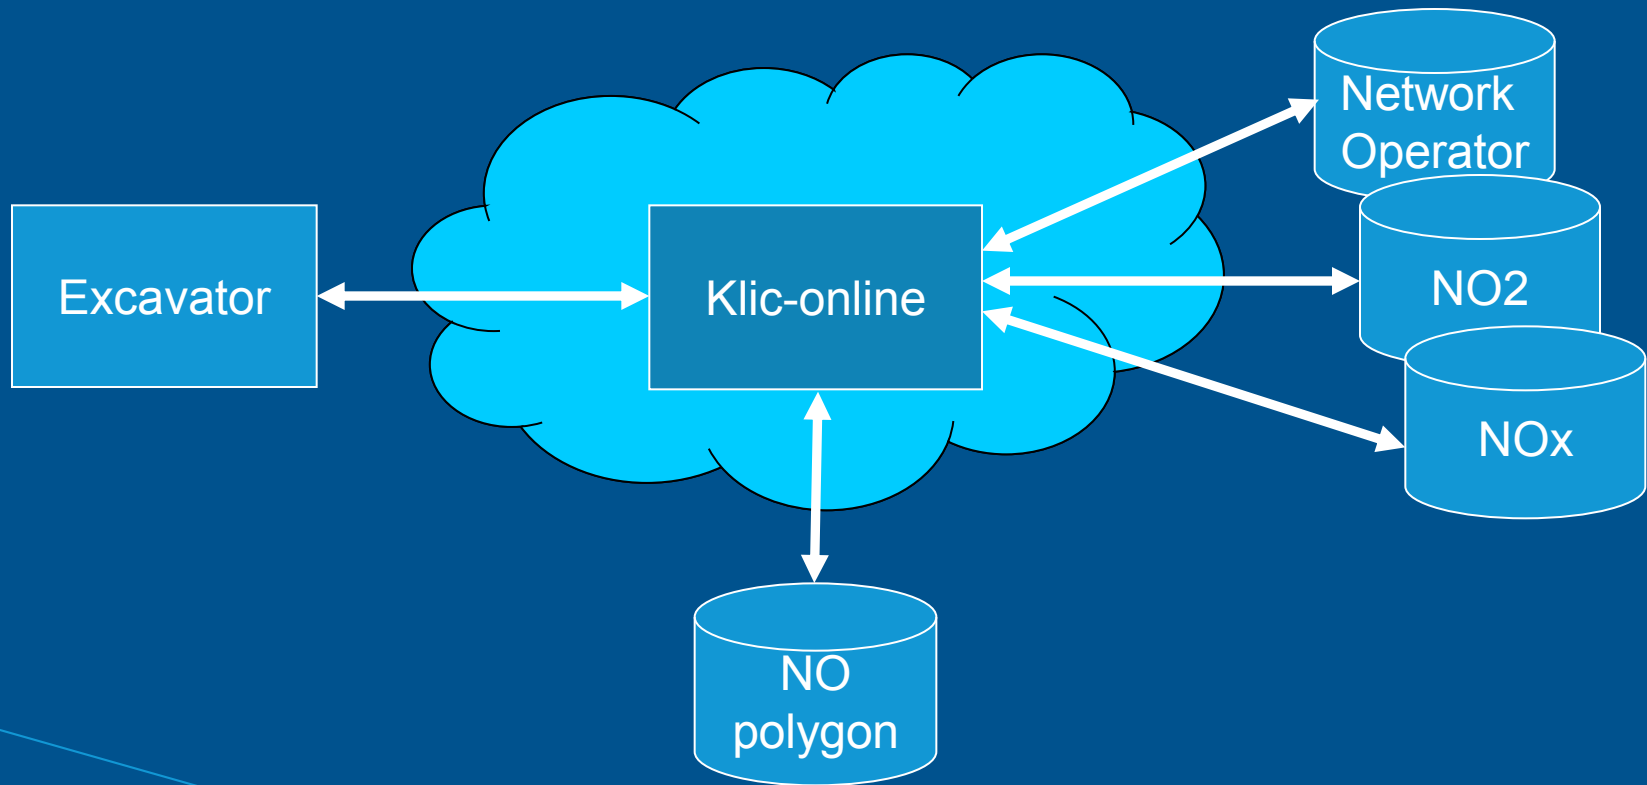 Network
Operator
Excavator
Klic-online
NO2
NOx
NO
polygon